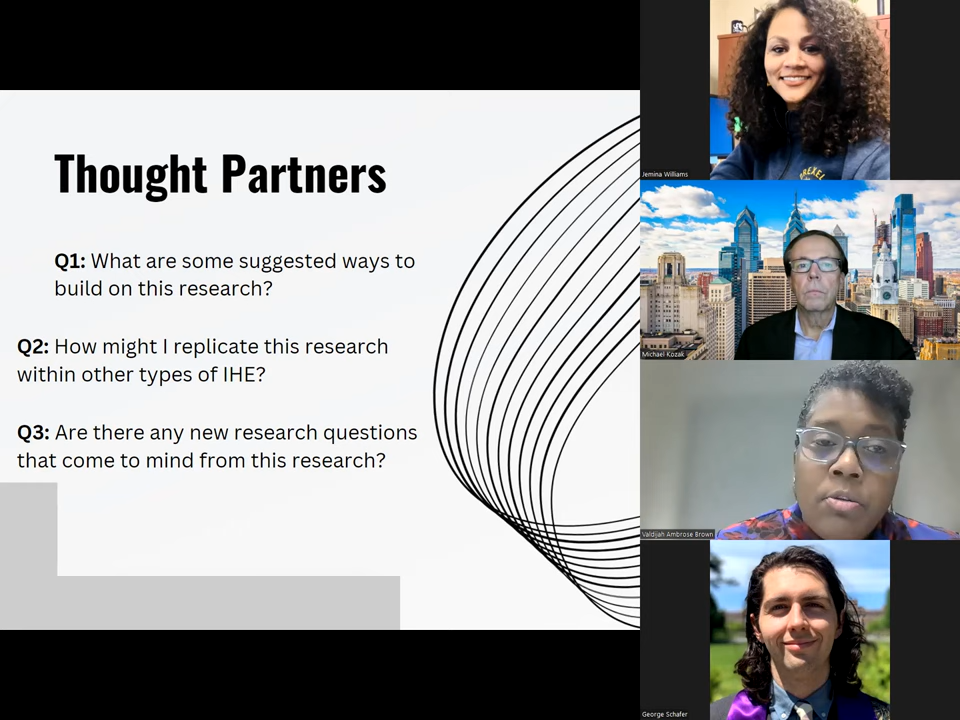 Thought Partners
Q1: What are some suggested ways to
build on this research?
Q2: How might I replicate this research
within other types of IHE?
Q3: Are there any new research questions
that come to mind from this research?
DREXEL
Jemina Williams
Michael Kozak
Valdijah Ambrose Brown
George Schafer